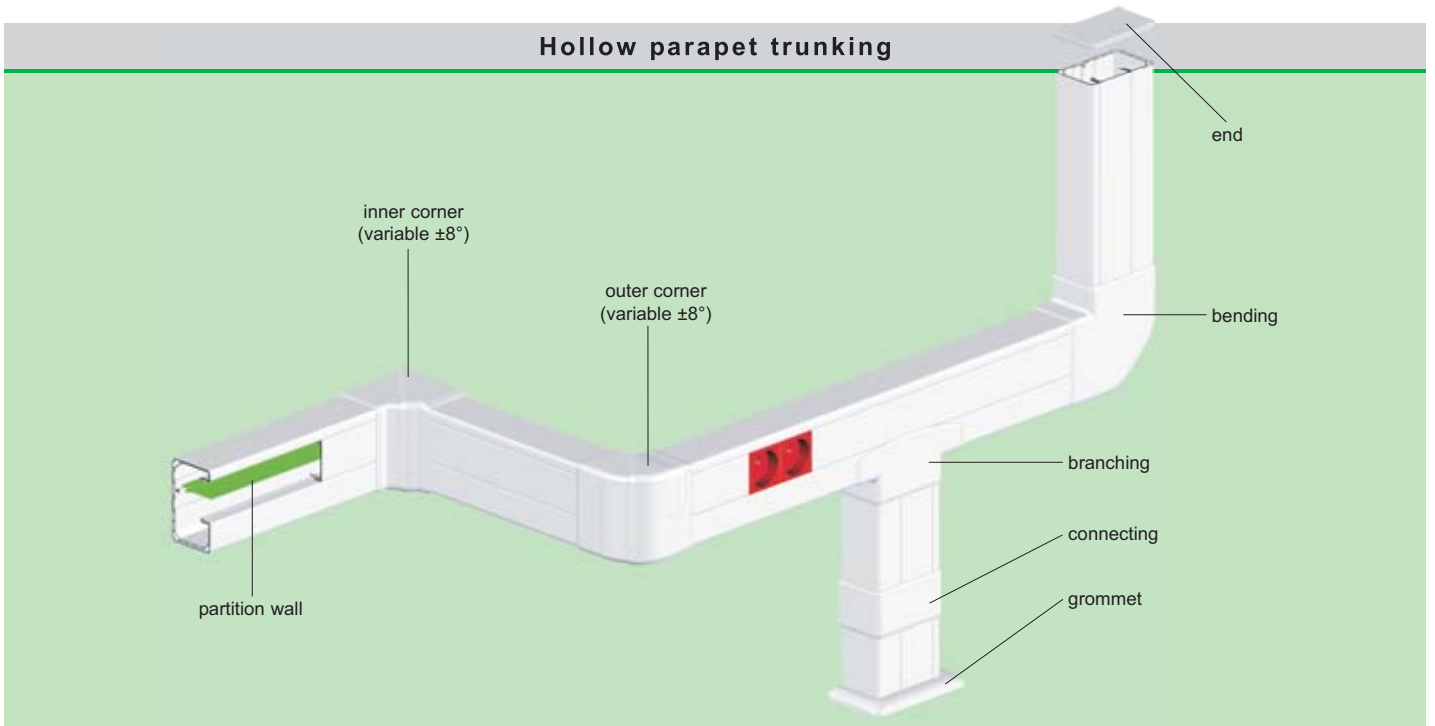 Hollow parapet trunking
end
inner corner
(variable ±8°)
outer corner
(variable ±8°)
bending
branching
connecting
grommet
partition wall